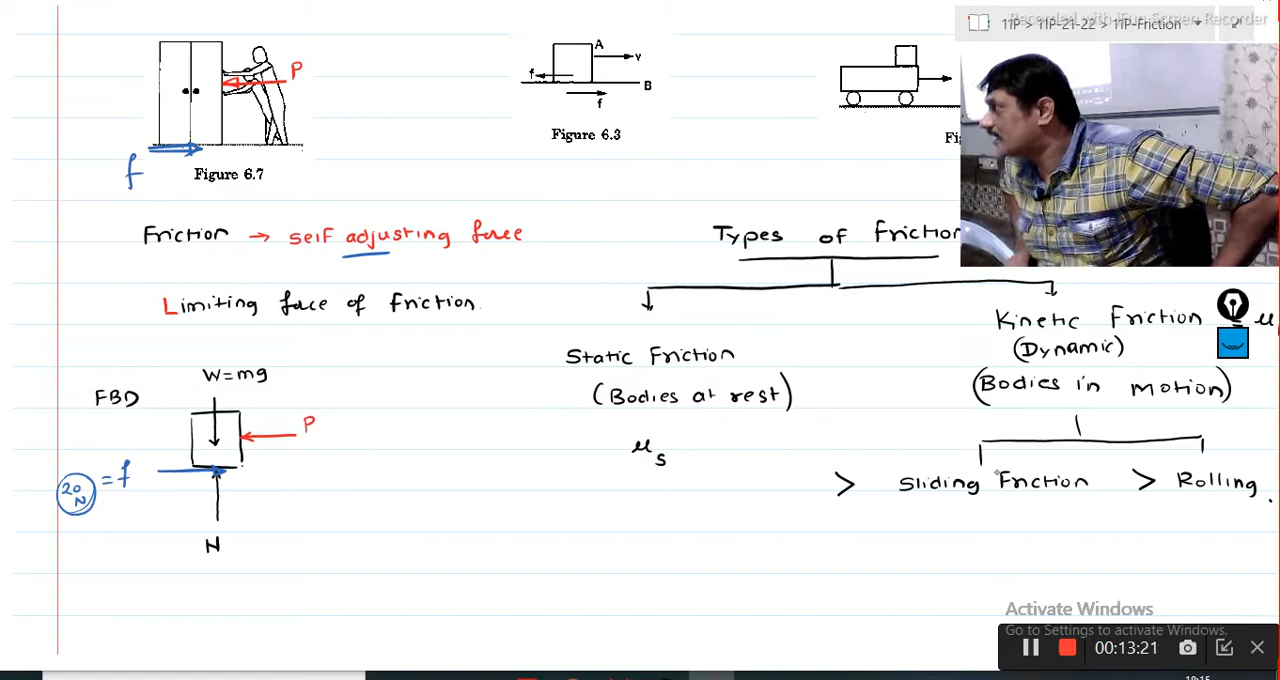 11P > 11P-21-22 > 11P-Friction
Recorded with iFun Screen Recorder
P
f
Figure 6.7
A
v
f
B
f
Figure 6.3
Friction → self adjusting force
Limiting force of friction.
Types of friction
Static Friction
(Bodies at rest)
μs
Kinetic Friction μ
(Dynamic)
(Bodies in motion)
> Sliding Friction > Rolling.
FBD
W=mg
P
20 N = f
N
Activate Windows
Go to Settings to activate Windows.
00:13:21